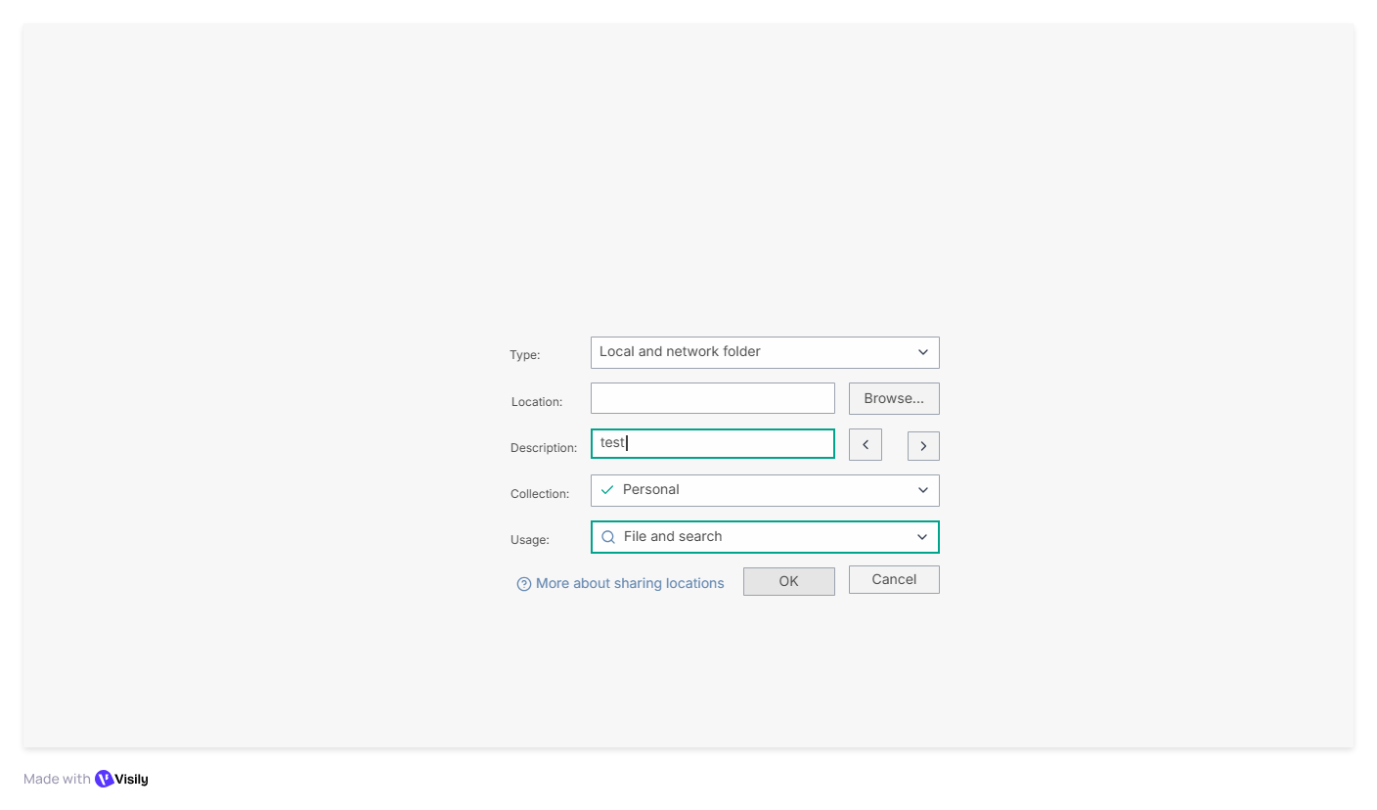 Type: Local and network folder
Location: Browse...
Description: test
Collection: Personal
Usage: File and search
More about sharing locations OK Cancel
Made with Visily